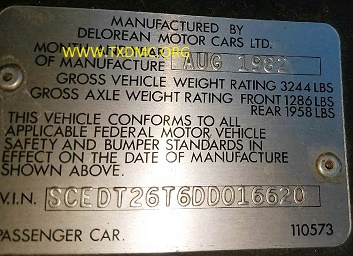 MANUFACTURED BY
DELOREAN MOTOR CARS LTD.
WWW.TXDMC.ORG
OF MANUFACTURE AUG 1982
GROSS VEHICLE WEIGHT RATING 3244 LBS
GROSS AXLE WEIGHT RATING FRONT 1286 LBS
REAR 1958 LBS
THIS VEHICLE CONFORMS TO ALL
APPLICABLE FEDERAL MOTOR VEHICLE
SAFETY AND BUMPER STANDARDS IN
EFFECT ON THE DATE OF MANUFACTURE
SHOWN ABOVE.
V.I.N. SCEDT26T6DD016620
PASSENGER CAR. 110573